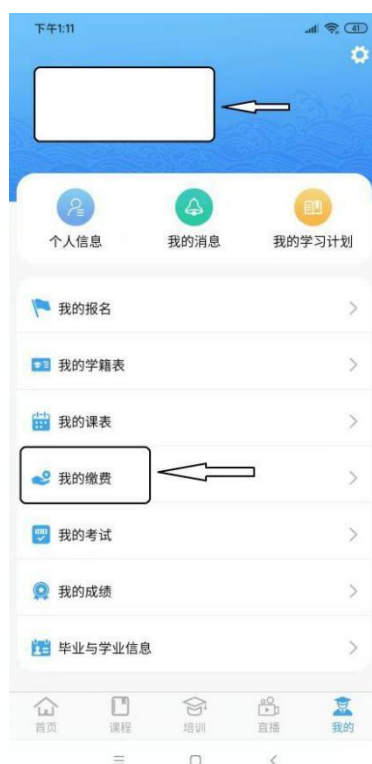 下午1:11
41
个人信息
我的消息
我的学习计划
我的报名
我的学籍表
我的课表
我的缴费
我的考试
我的成绩
毕业与学业信息
首页
课程
培训
直播
我的